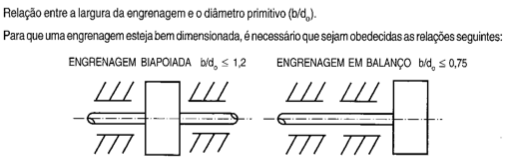 Relação entre a largura da engrenagem e o diâmetro primitivo (b/d₀).
Para que uma engrenagem esteja bem dimensionada, é necessário que sejam obedecidas as relações seguintes:
ENGRENAGEM BIAPOIADA b/d₀ ≤ 1,2 ENGRENAGEM EM BALANÇO b/d₀ ≤ 0,75